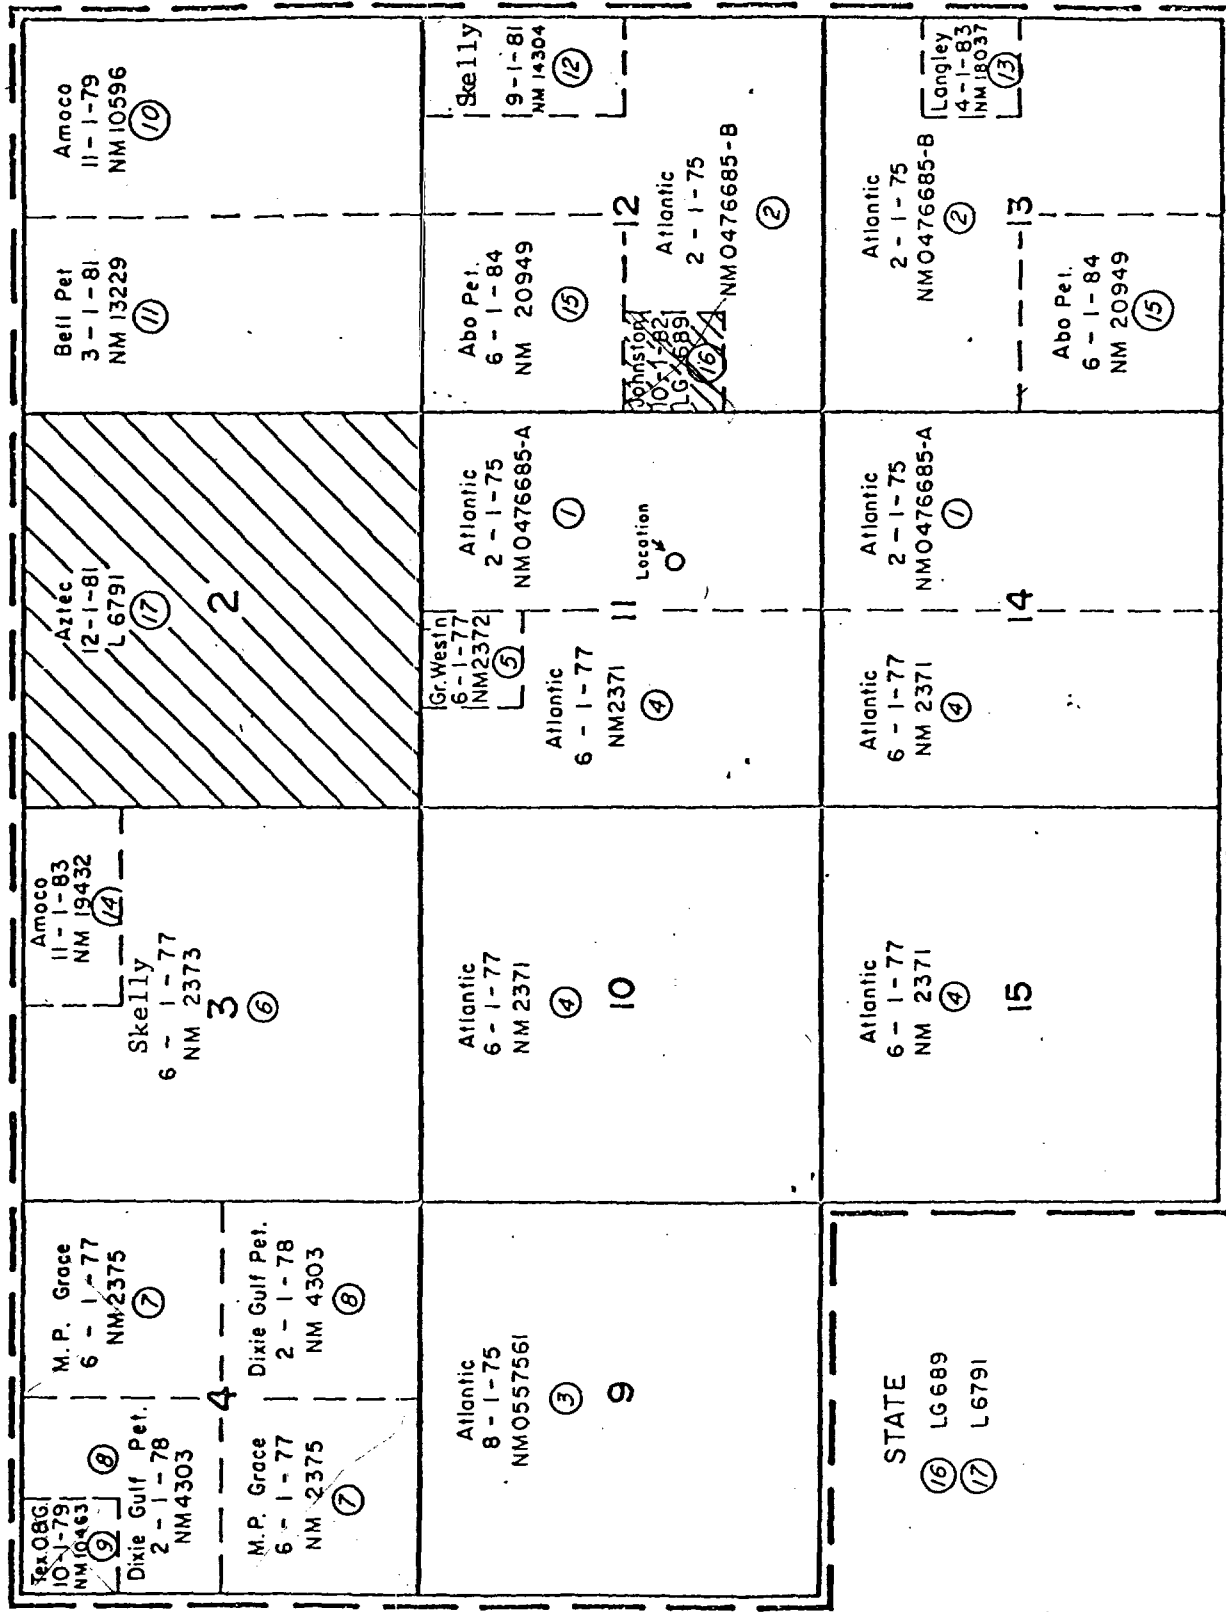 Tex.O&G.
10-1-79
NM10463
9
8
Dixie Gulf Pet.
2 - 1 - 78
NM4303
M. P. Grace
6 - 1 - 77
NM2375
7
4
M. P. Grace
6 - 1 - 77
NM 2375
7
Dixie Gulf Pet.
2 - 1 - 78
NM 4303
8
Amoco
11 - 1 - 83
NM 19432
14
Skelly
6 - 1 - 77
NM 2373
3
6
Aztec
12-1-81
L 6791
17
2
Bell Pet
3 - 1 - 81
NM 13229
11
Amoco
11 - 1-79
NM10596
10
Atlantic
8 - 1 - 75
NM0557561
3
9
Atlantic
6 - 1 - 77
NM 2371
4
10
Gr. Westn
6 - 1 - 77
NM2372
5
Atlantic
6 - 1 - 77
NM2371
4
11
Atlantic
2 - 1 - 75
NM0476685-A
1
Location
Abo Pet.
6 - 1 - 84
NM 20949
15
Skelly
9 - 1 - 81
NM 14304
12
12
Johnston
10-1-82
LG 689
16
Atlantic
2 - 1 - 75
NM0476685-B
2
STATE
16 LG689
17 L6791
Atlantic
6 - 1 - 77
NM 2371
4
15
Atlantic
6 - 1 - 77
NM 2371
4
14
Atlantic
2 - 1 - 75
NM0476685-A
1
Atlantic
2 - 1 - 75
NM0476685-B
2
Langley
4-1-83
NM18037
13
13
Abo Pet.
6 - 1 - 84
NM 20949
15